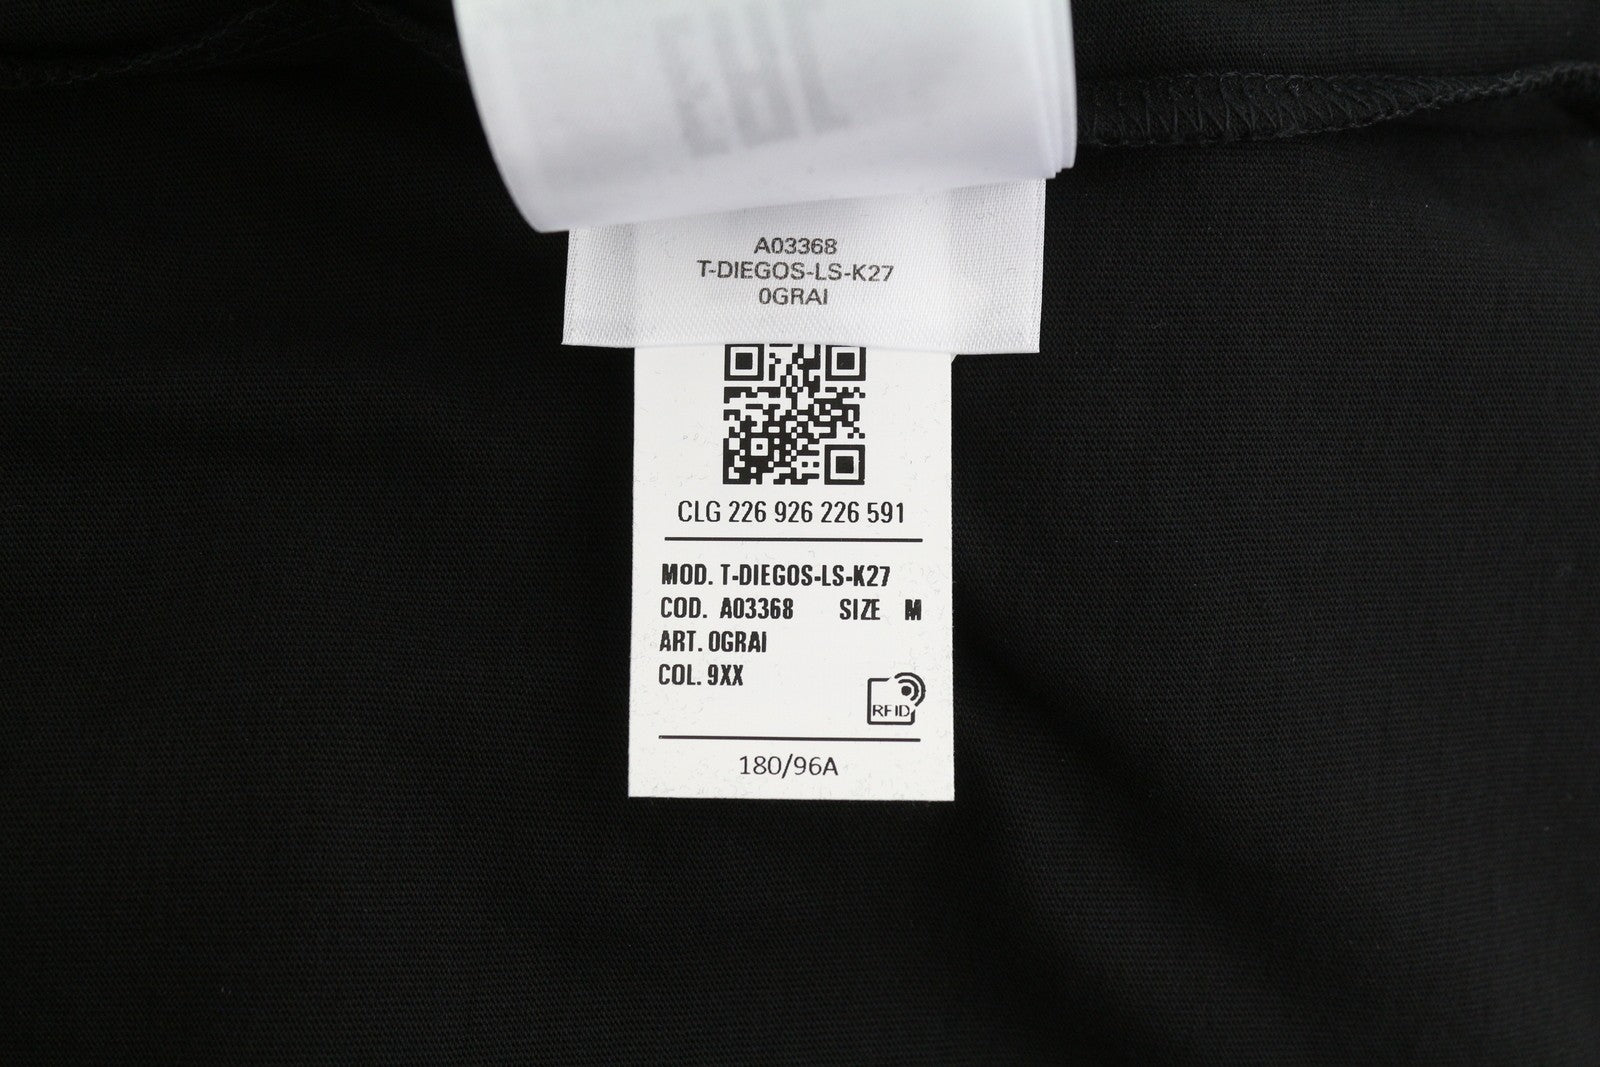 A03368
T-DIEGOS-LS-K27
0GRAI
CLG 226 926 226 591
MOD. T-DIEGOS-LS-K27
COD. A03368 SIZE M
ART. 0GRAI
COL. 9XX
RFID
180/96A